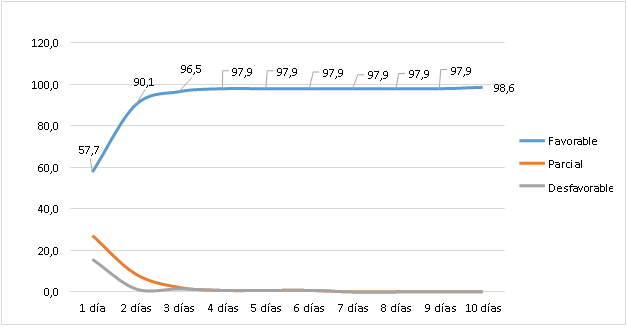 120,0
100,0
80,0
60,0
40,0
20,0
0,0
57,7
90,1
96,5
97,9
97,9
97,9
97,9
97,9
97,9
98,6
1 día
2 días
3 días
4 días
5 días
6 días
7 días
8 días
9 días
10 días
Favorable
Parcial
Desfavorable